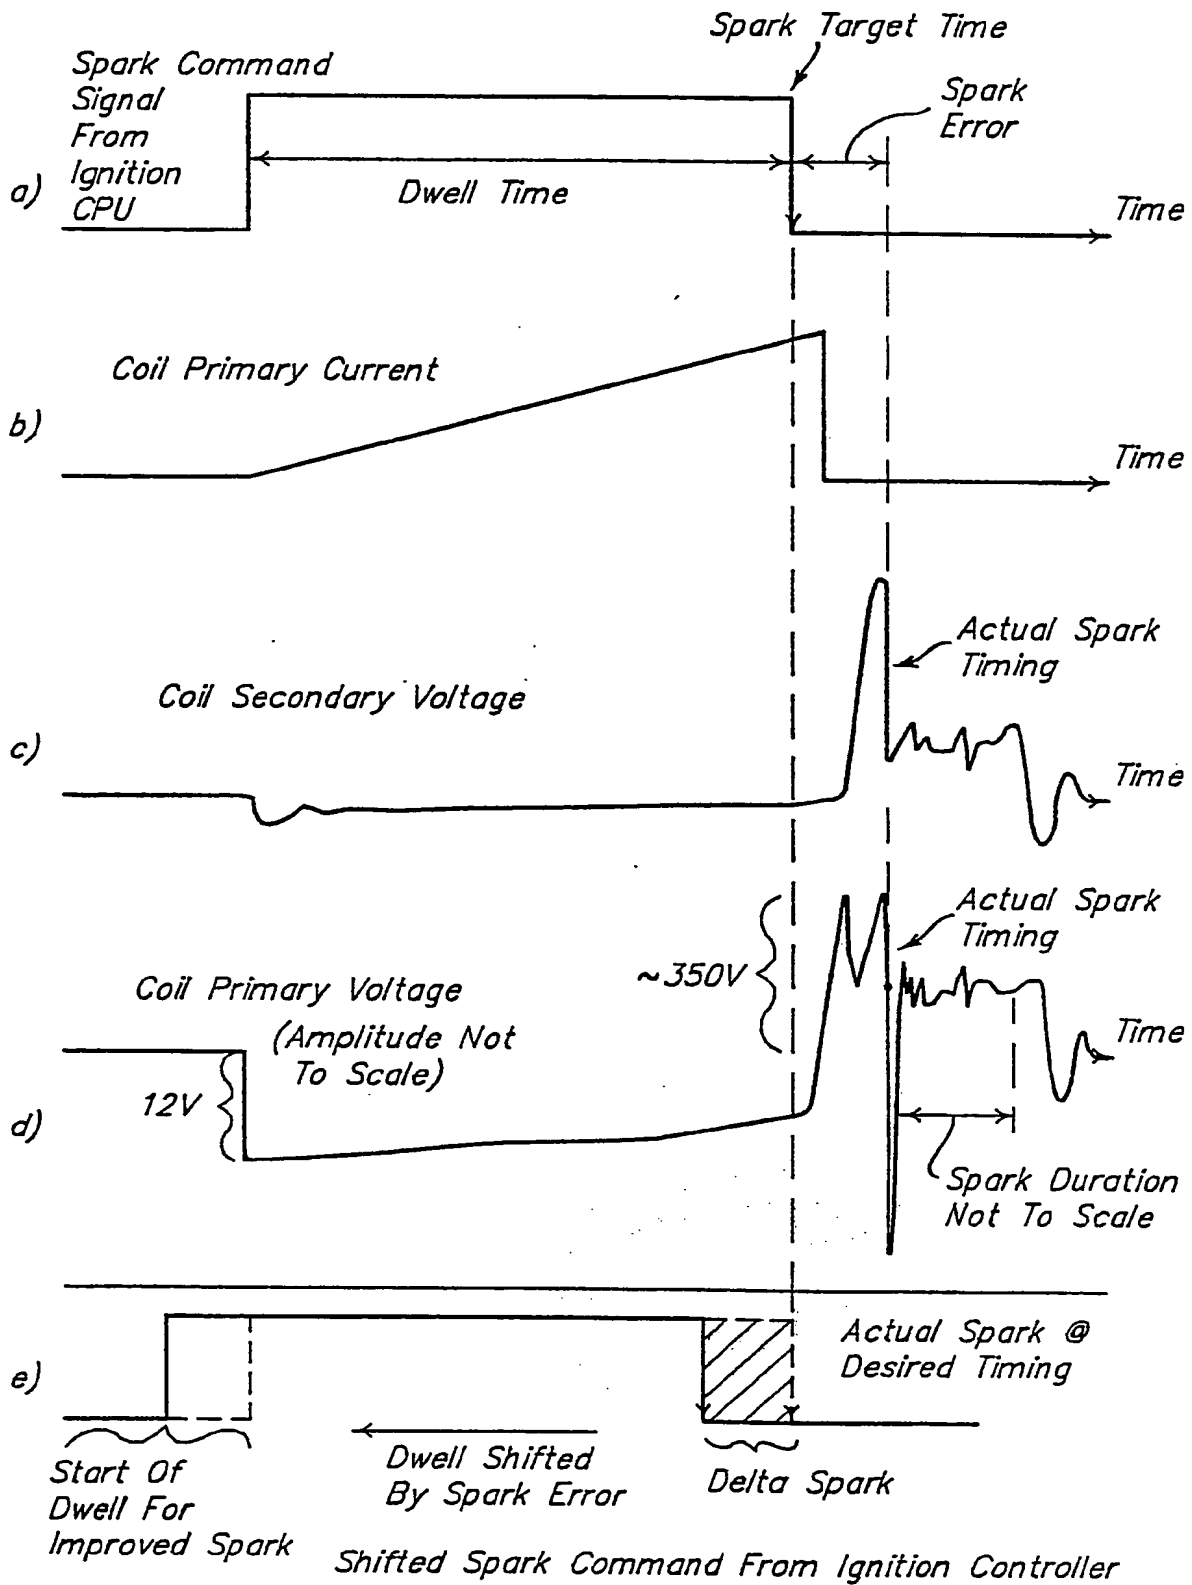 Spark Target Time
Spark Command
Signal
From
Ignition
CPU
Spark
Error
a)
Dwell Time
Time
Coil Primary Current
b)
Time
Actual Spark
Timing
Coil Secondary Voltage
c)
Time
Actual Spark
Timing
~350V
Coil Primary Voltage
(Amplitude Not
To Scale)
Time
12V
d)
Spark Duration
Not To Scale
Actual Spark @
Desired Timing
e)
Start Of
Dwell For
Improved Spark
Dwell Shifted
By Spark Error
Delta Spark
Shifted Spark Command From Ignition Controller